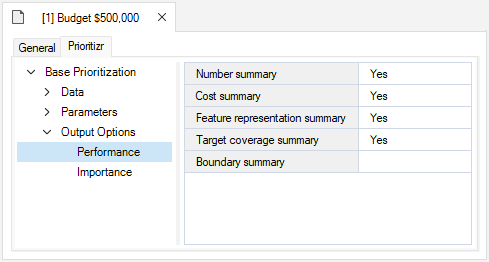 [1] Budget $500,000
General
Prioritizr
Base Prioritization
Data
Parameters
Output Options
Performance
Importance
Number summary Yes
Cost summary Yes
Feature representation summary Yes
Target coverage summary Yes
Boundary summary